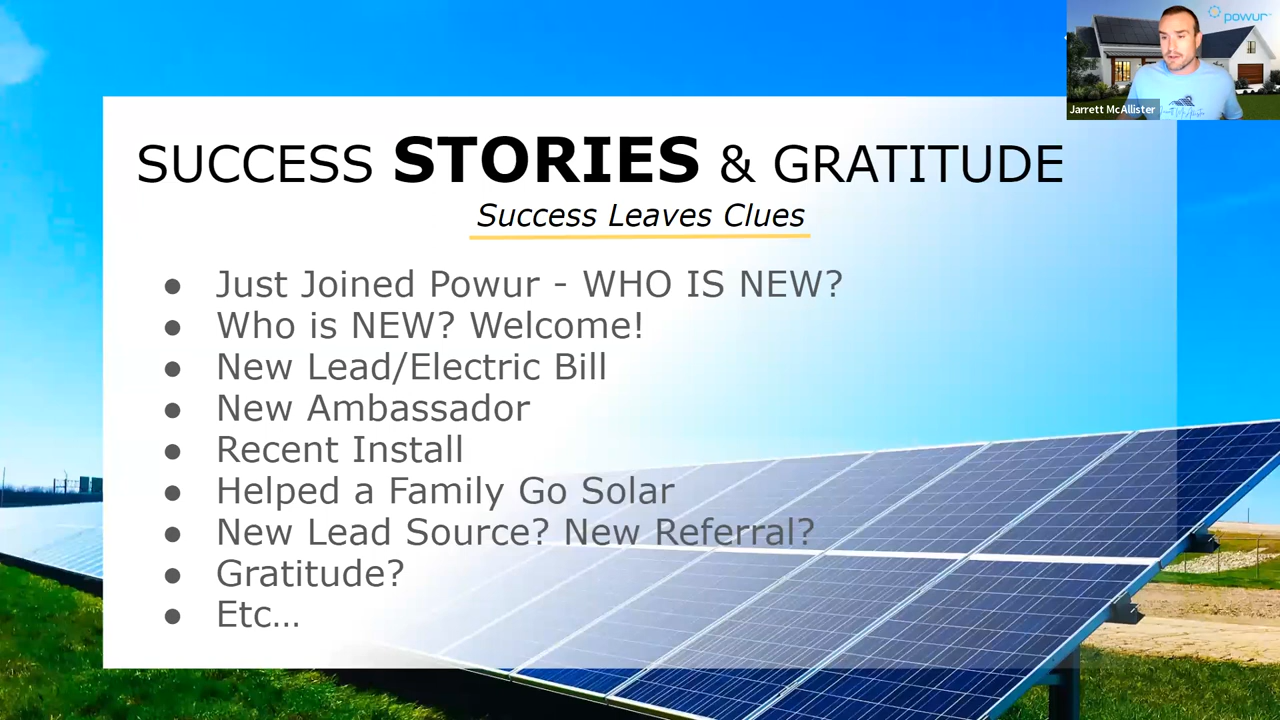 powur
Jarrett McAllister
SUCCESS STORIES & GRATITUDE
Success Leaves Clues
● Just Joined Powur - WHO IS NEW?
● Who is NEW? Welcome!
● New Lead/Electric Bill
● New Ambassador
● Recent Install
● Helped a Family Go Solar
● New Lead Source? New Referral?
● Gratitude?
● Etc...